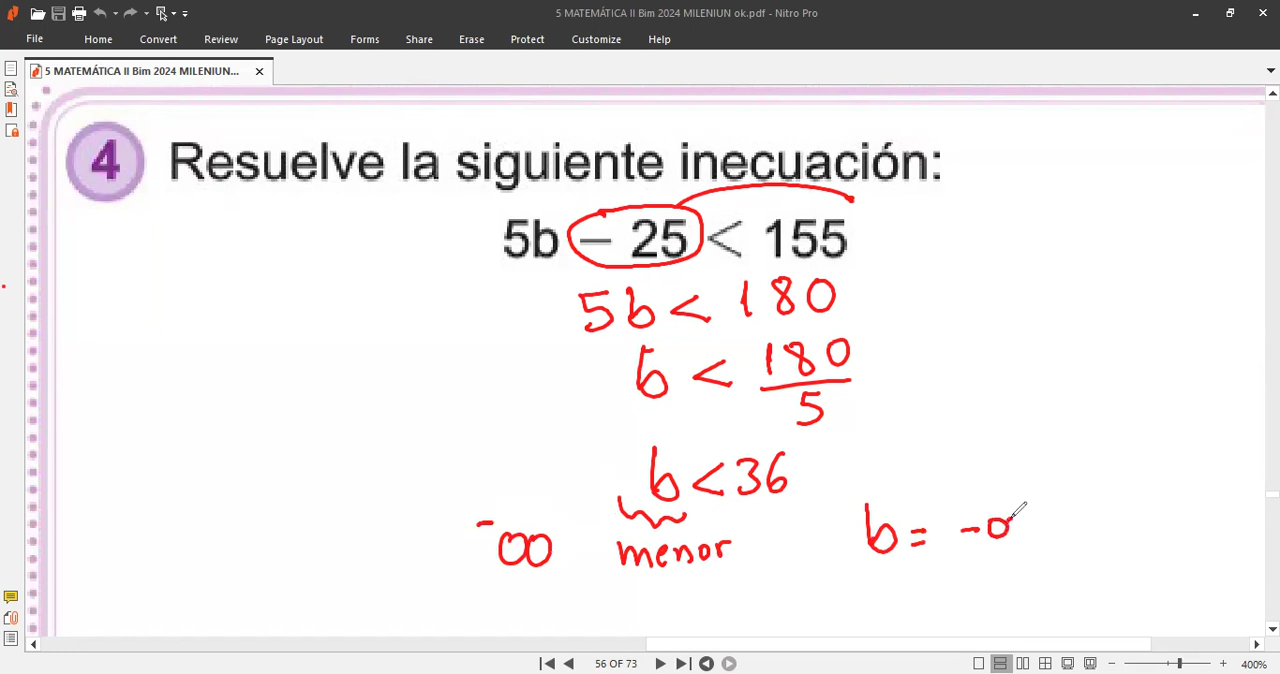 5 MATEMÁTICA II Bim 2024 MILENIUN ok.pdf - Nitro Pro
File Home Convert Review Page Layout Forms Share Erase Protect Customize Help
5 MATEMÁTICA II Bim 2024 MILENIUN...
4 Resuelve la siguiente inecuación:
5b – 25 < 155
5b < 180
b < 180/5
b < 36
-oo menor b = -o
56 OF 73
400%